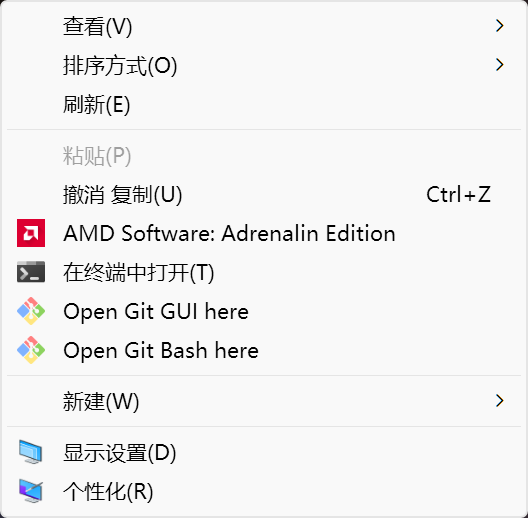 查看(V)
排序方式(O)
刷新(E)
粘贴(P)
撤消 复制(U) Ctrl+Z
AMD Software: Adrenalin Edition
在终端中打开(T)
Open Git GUI here
Open Git Bash here
新建(W)
显示设置(D)
个性化(R)